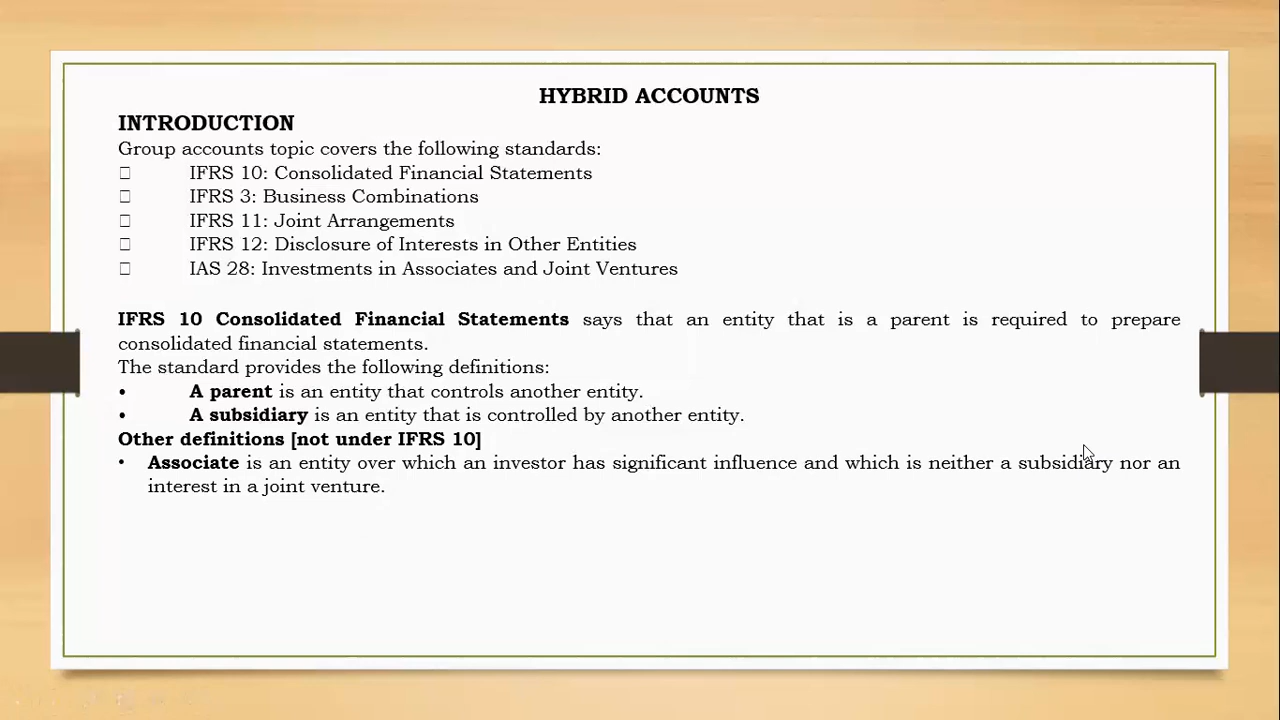 HYBRID ACCOUNTS
INTRODUCTION
Group accounts topic covers the following standards:
□ IFRS 10: Consolidated Financial Statements
□ IFRS 3: Business Combinations
□ IFRS 11: Joint Arrangements
□ IFRS 12: Disclosure of Interests in Other Entities
□ IAS 28: Investments in Associates and Joint Ventures
IFRS 10 Consolidated Financial Statements says that an entity that is a parent is required to prepare
consolidated financial statements.
The standard provides the following definitions:
• A parent is an entity that controls another entity.
• A subsidiary is an entity that is controlled by another entity.
Other definitions [not under IFRS 10]
• Associate is an entity over which an investor has significant influence and which is neither a subsidiary nor an
interest in a joint venture.